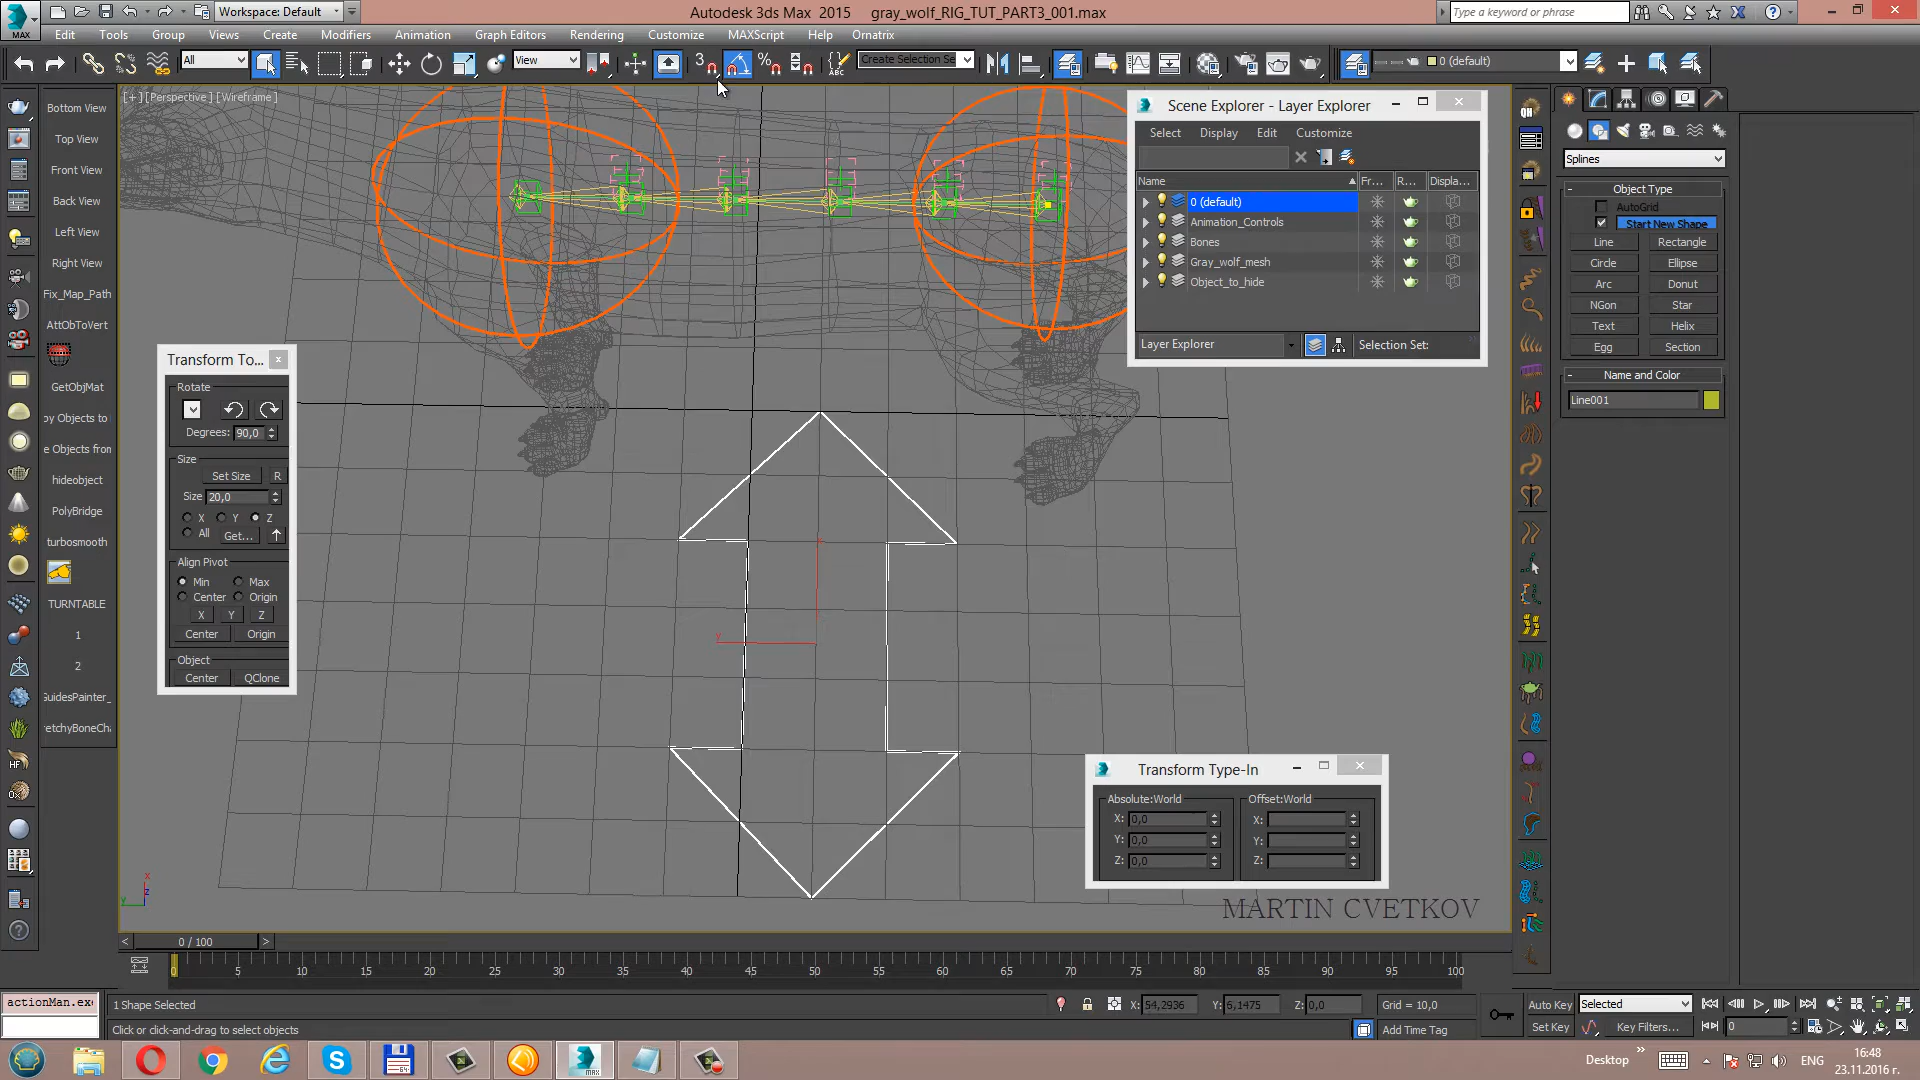 Workspace: Default
Autodesk 3ds Max 2015
gray_wolf_RIG_TUT_PART3_001.max
Type a keyword or phrase
MAX
Edit Tools Group Views Create Modifiers Animation Graph Editors Rendering Customize MAXScript Help Ornatrix
All
View
3
Create Selection Se
0 (default)
[+] [Perspective] [Wireframe]
Bottom View
Top View
Front View
Back View
Left View
Right View
Fix_Map_Path
AttObToVert
GetObjMat
py Objects to
e Objects from
hideobject
PolyBridge
turbosmooth
TURNTABLE
1
2
GuidesPainter_
retchyBoneCha
Transform To...
Rotate
Degrees: 90,0
Size
Set Size R
Size 20,0
X Y Z
All Get...
Align Pivot
Min Max
Center Origin
X Y Z
Center Origin
Object
Center QClone
Scene Explorer - Layer Explorer
Select Display Edit Customize
Name Fr... R... Displa...
0 (default)
Animation_Controls
Bones
Gray_wolf_mesh
Object_to_hide
Layer Explorer Selection Set:
Splines
Object Type
AutoGrid
Start New Shape
Line Rectangle
Circle Ellipse
Arc Donut
NGon Star
Text Helix
Egg Section
Name and Color
Line001
Transform Type-In
Absolute:World Offset:World
X: 0,0 X:
Y: 0,0 Y:
Z: 0,0 Z:
MARTIN CVETKOV
0 / 100
0 5 10 15 20 25 30 35 40 45 50 55 60 65 70 75 80 85 90 95 100
actionMan.exe
1 Shape Selected
X: 54,2936 Y: 6,1475 Z: 0,0 Grid = 10,0
Auto Key Selected
Click or click-and-drag to select objects
Add Time Tag
Set Key Key Filters... 0
Desktop ENG
16:48
23.11.2016 г.